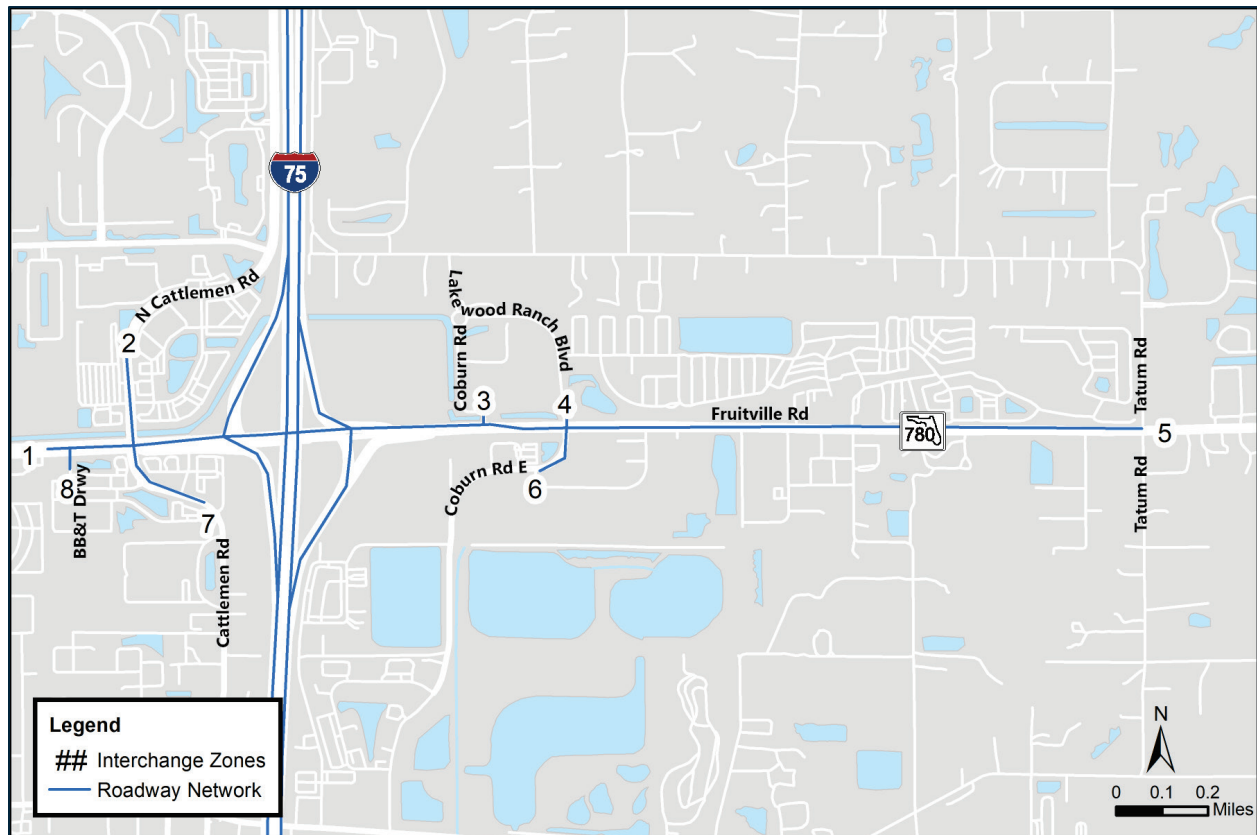 75
N Cattlemen Rd
2
Lakewood Ranch Blvd
Coburn Rd
3
4
Fruitville Rd
780
Tatum Rd
5
1
8
BB&T Drwy
7
Cattlemen Rd
6
Coburn Rd E
Tatum Rd
Legend
## Interchange Zones
Roadway Network
N
0 0.1 0.2
Miles